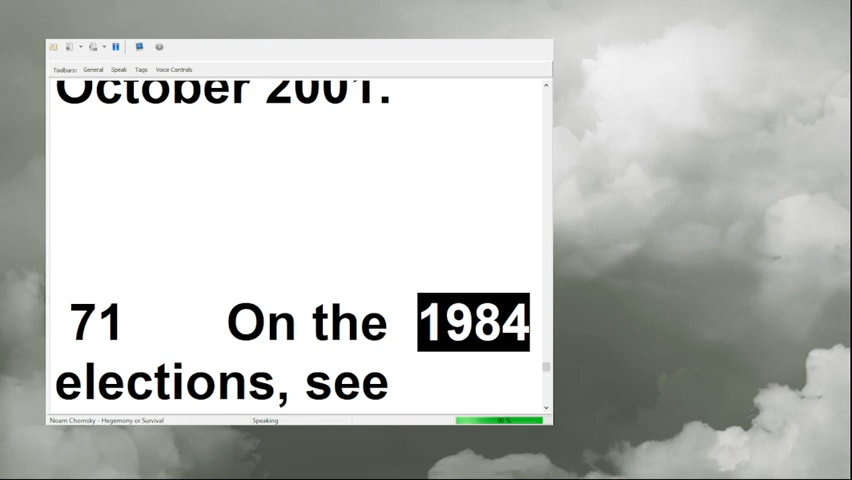 Toolbars: General Speak Tags Voice Controls
October 2001.
71 On the 1984
elections, see
Noam Chomsky - Hegemony or Survival Speaking 90 %